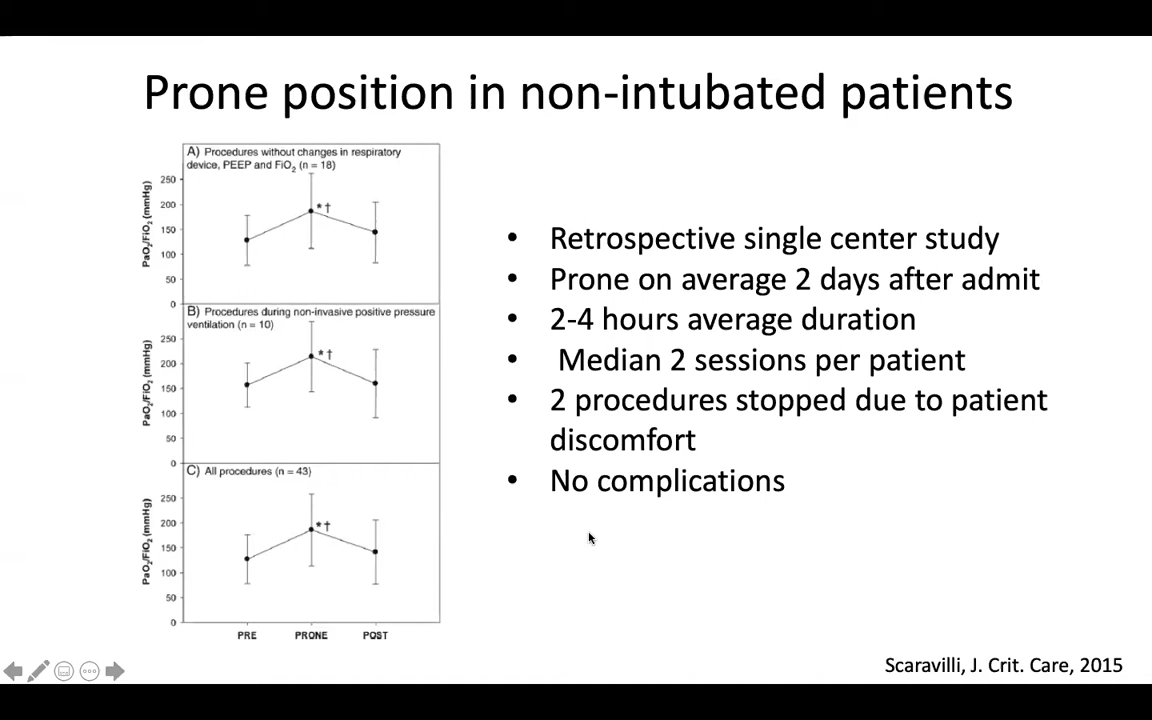 Prone position in non-intubated patients
A) Procedures without changes in respiratory
device, PEEP and FiO₂ (n = 18)
PaO₂/FiO₂ (mmHg)
250
200
150
100
50
0
*†
B) Procedures during non-invasive positive pressure
ventilation (n = 10)
PaO₂/FiO₂ (mmHg)
250
200
150
100
50
0
*†
C) All procedures (n = 43)
PaO₂/FiO₂ (mmHg)
250
200
150
100
50
0
*†
PRE PRONE POST
• Retrospective single center study
• Prone on average 2 days after admit
• 2-4 hours average duration
• Median 2 sessions per patient
• 2 procedures stopped due to patient
discomfort
• No complications
Scaravilli, J. Crit. Care, 2015